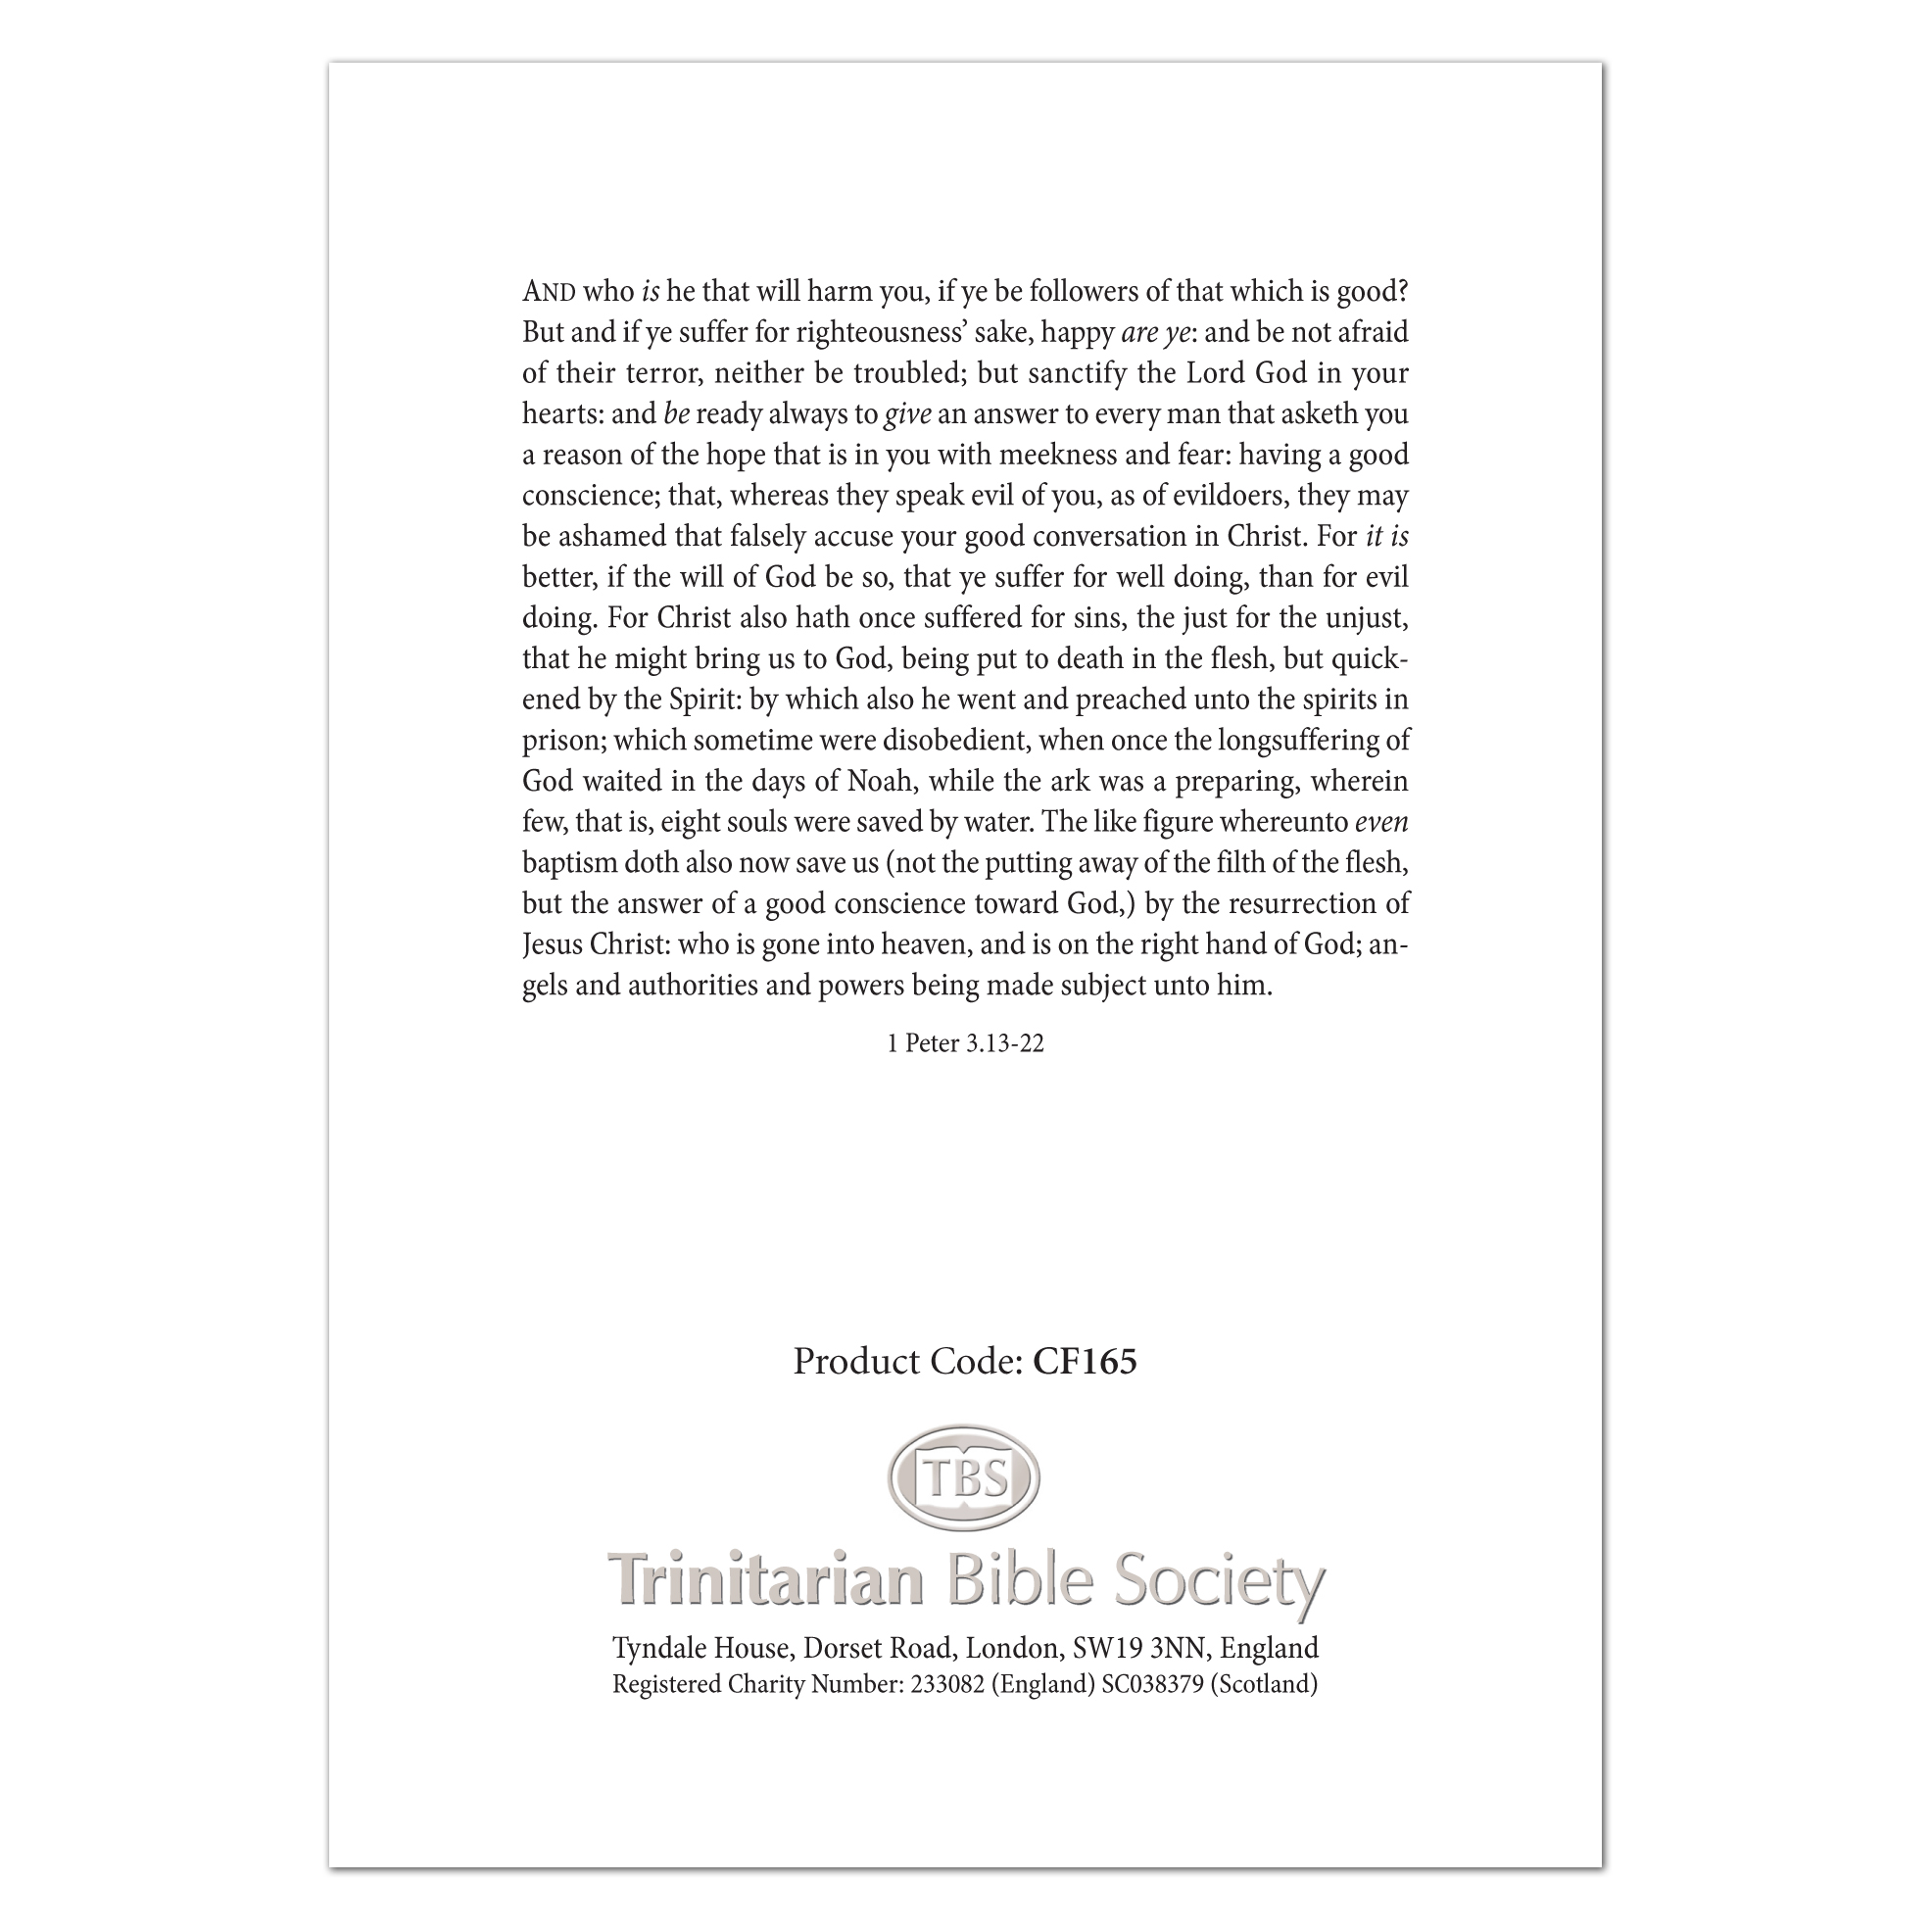 AND who is he that will harm you, if ye be followers of that which is good?
But and if ye suffer for righteousness’ sake, happy are ye: and be not afraid
of their terror, neither be troubled; but sanctify the Lord God in your
hearts: and be ready always to give an answer to every man that asketh you
a reason of the hope that is in you with meekness and fear: having a good
conscience; that, whereas they speak evil of you, as of evildoers, they may
be ashamed that falsely accuse your good conversation in Christ. For it is
better, if the will of God be so, that ye suffer for well doing, than for evil
doing. For Christ also hath once suffered for sins, the just for the unjust,
that he might bring us to God, being put to death in the flesh, but quick-
ened by the Spirit: by which also he went and preached unto the spirits in
prison; which sometime were disobedient, when once the longsuffering of
God waited in the days of Noah, while the ark was a preparing, wherein
few, that is, eight souls were saved by water. The like figure whereunto even
baptism doth also now save us (not the putting away of the filth of the flesh,
but the answer of a good conscience toward God,) by the resurrection of
Jesus Christ: who is gone into heaven, and is on the right hand of God; an-
gels and authorities and powers being made subject unto him.
1 Peter 3.13-22
Product Code: CF165
TBS
Trinitarian Bible Society
Tyndale House, Dorset Road, London, SW19 3NN, England
Registered Charity Number: 233082 (England) SC038379 (Scotland)